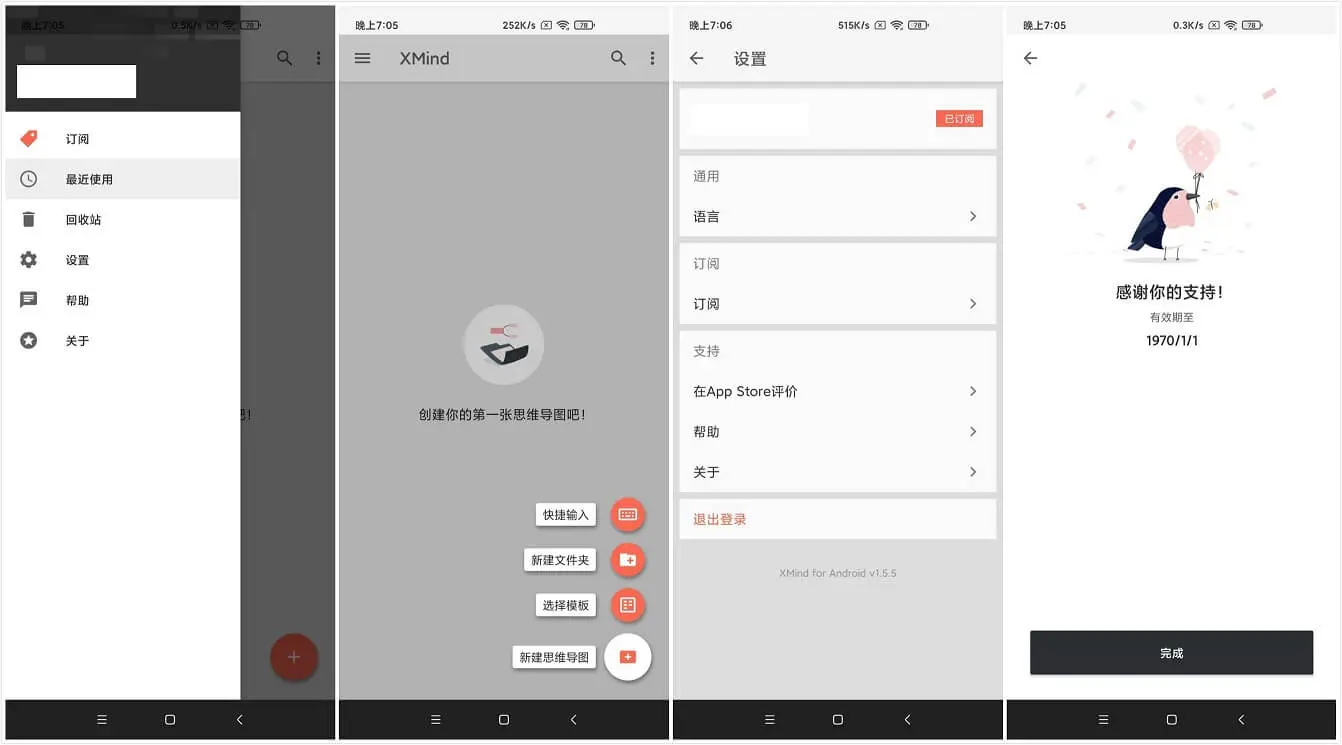 晚上7:05
0.5K/s
78
订阅
最近使用
回收站
设置
帮助
关于
吧!
晚上7:05
252K/s
78
XMind
创建你的第一张思维导图吧!
快捷输入
新建文件夹
选择模板
新建思维导图
晚上7:06
515K/s
78
设置
已订阅
通用
语言
订阅
订阅
支持
在App Store评价
帮助
关于
退出登录
XMind for Android v1.5.5
晚上7:05
0.3K/s
78
感谢你的支持!
有效期至
1970/1/1
完成